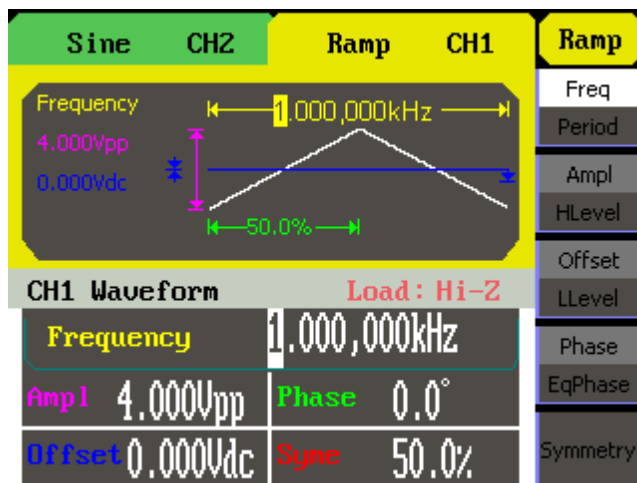 Sine CH2 Ramp CH1 Ramp
Frequency
1.000,000kHz
4.000Vpp
0.000Vdc
50.0%
CH1 Waveform Load: Hi-Z
Frequency 1.000,000kHz
Ampl 4.000Vpp Phase 0.0°
Offset 0.000Vdc Syme 50.0%
Freq
Period
Ampl
HLevel
Offset
LLevel
Phase
EqPhase
Symmetry